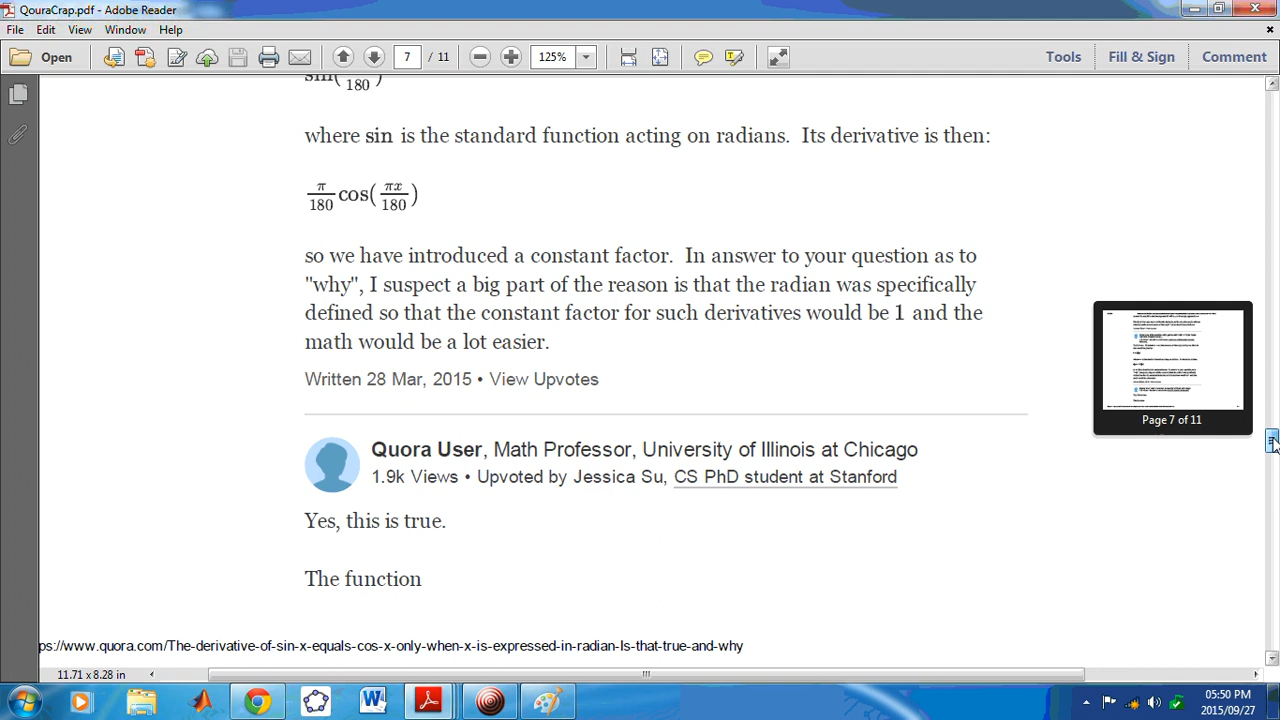 QouraCrap.pdf - Adobe Reader
File Edit View Window Help
Open 7 / 11 125% Tools Fill & Sign Comment
sin( 180 )
where sin is the standard function acting on radians. Its derivative is then:
π/180 cos(πx/180)
so we have introduced a constant factor. In answer to your question as to
"why", I suspect a big part of the reason is that the radian was specifically
defined so that the constant factor for such derivatives would be 1 and the
math would be a lot easier.
Written 28 Mar, 2015 • View Upvotes
Quora User, Math Professor, University of Illinois at Chicago
1.9k Views • Upvoted by Jessica Su, CS PhD student at Stanford
Yes, this is true.
The function
Page 7 of 11
ps://www.quora.com/The-derivative-of-sin-x-equals-cos-x-only-when-x-is-expressed-in-radian-Is-that-true-and-why
11.71 x 8.28 in
05:50 PM
2015/09/27